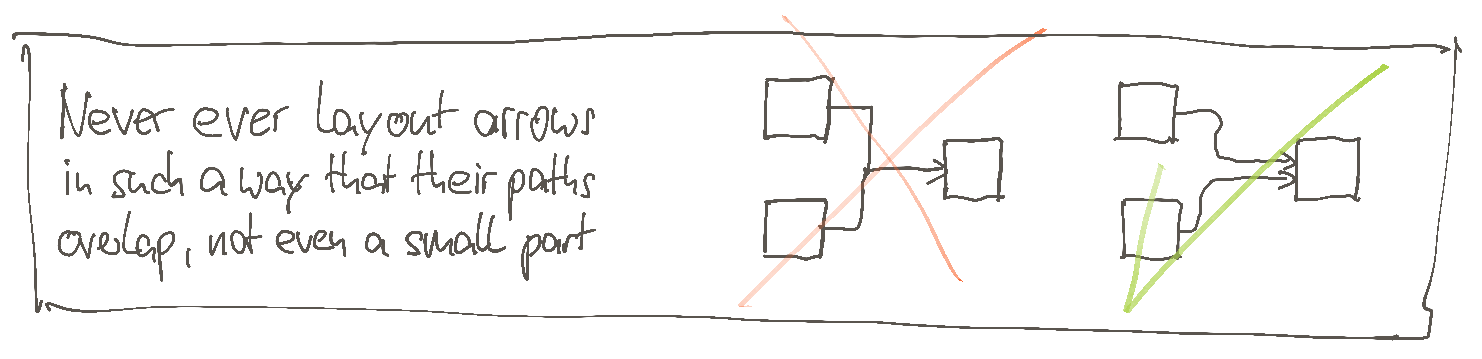 Never ever layout arrows
in such a way that their paths
overlap, not even a small part